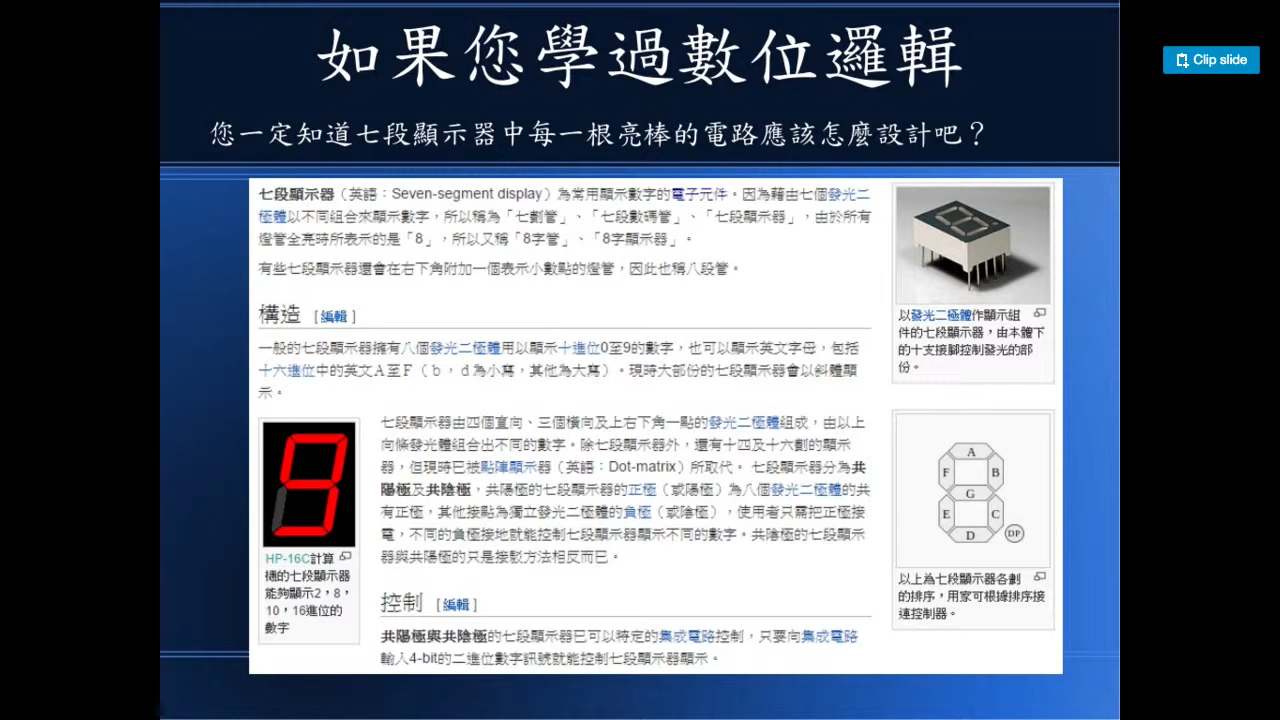 如果您學過數位邏輯
Clip slide
您一定知道七段顯示器中每一根亮棒的電路應該怎麼設計吧？
七段顯示器（英語：Seven-segment display）為常用顯示數字的電子元件。因為藉由七個發光二
極體以不同組合來顯示數字，所以稱為「七劃管」、「七段數碼管」、「七段顯示器」，由於所有
燈管全亮時所表示的是「8」，所以又稱「8字管」、「8字顯示器」。
有些七段顯示器還會在右下角附加一個表示小數點的燈管，因此也稱八段管。
構造 [編輯]
一般的七段顯示器擁有八個發光二極體用以顯示十進位0至9的數字，也可以顯示英文字母，包括
十六進位中的英文A至F（b，d為小寫，其他為大寫）。現時大部份的七段顯示器會以斜體顯
示。
七段顯示器由四個直向、三個橫向及上右下角一點的發光二極體組成，由以上
向條發光體組合出不同的數字。除七段顯示器外，還有十四及十六劃的顯示
器，但現時已被點陣顯示器（英語：Dot-matrix）所取代。 七段顯示器分為共
陽極及共陰極，共陽極的七段顯示器的正極（或陽極）為八個發光二極體的共
有正極，其他接點為獨立發光二極體的負極（或陰極），使用者只需把正極接
電，不同的負極接地就能控制七段顯示器顯示不同的數字。共陰極的七段顯示
器與共陽極的只是接駁方法相反而已。
控制 [編輯]
共陽極與共陰極的七段顯示器已可以特定的集成電路控制，只要向集成電路
輸入4-bit的二進位數字訊號就能控制七段顯示器顯示。
HP-16C計算
機的七段顯示器
能夠顯示2，8，
10，16進位的
數字
以發光二極體作顯示組
件的七段顯示器，由本體下
的十支接腳控制發光的部
份。
A
F B
G
E C
D DP
以上為七段顯示器各劃
的排序，用家可根據排序接
連控制器。